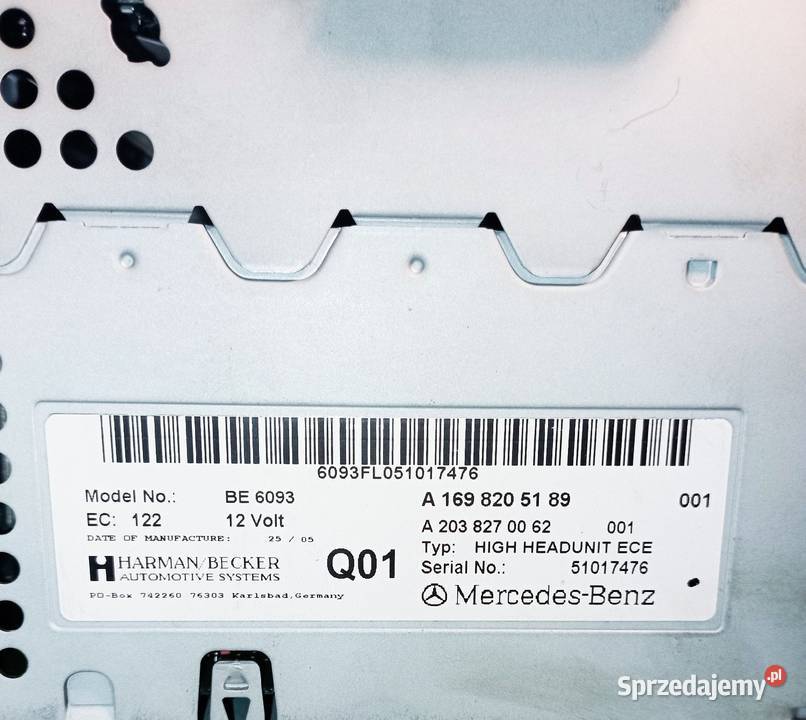 6093FL051017476
Model No.: BE 6093 A 169 820 51 89 001
EC: 122 12 Volt A 203 827 00 62 001
DATE OF MANUFACTURE: 25 / 05 Typ: HIGH HEADUNIT ECE
HARMAN/BECKER Q01 Serial No.: 51017476
AUTOMOTIVE SYSTEMS
PO-Box 742260 76303 Karlsbad,Germany Mercedes-Benz
Sprzedajemy.pl